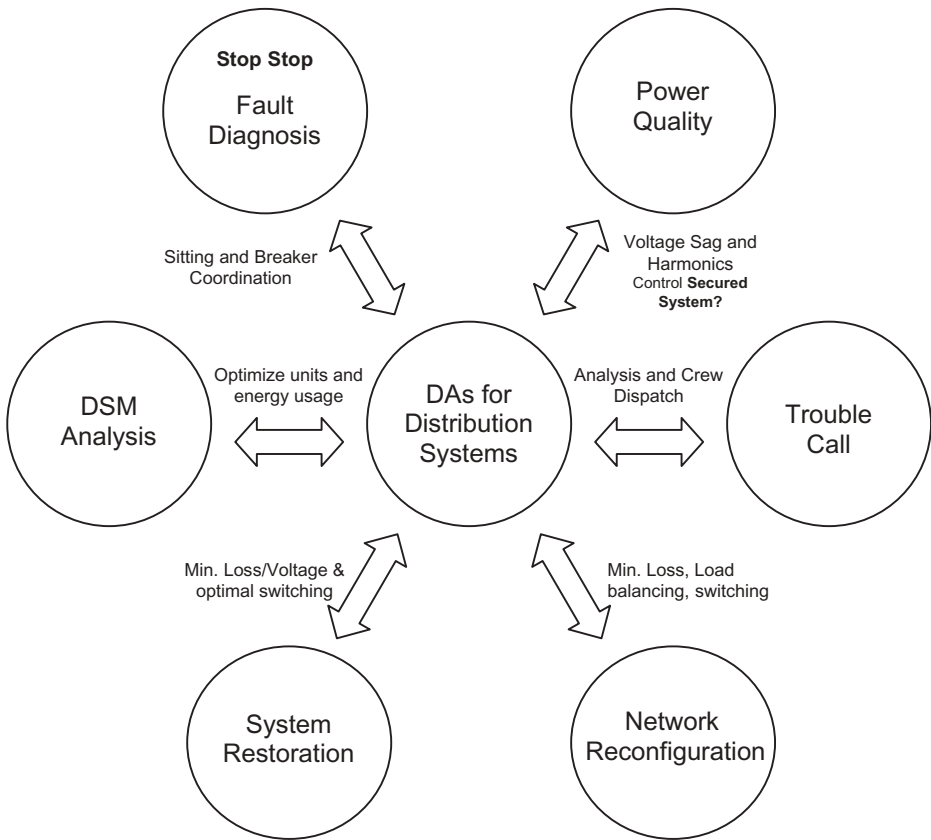 Stop Stop
Fault
Diagnosis
Power
Quality
Sitting and Breaker
Coordination
Voltage Sag and
Harmonics
Control Secured
System?
DSM
Analysis
Optimize units and
energy usage
DAs for
Distribution
Systems
Analysis and Crew
Dispatch
Trouble
Call
Min. Loss/Voltage &
optimal switching
Min. Loss, Load
balancing, switching
System
Restoration
Network
Reconfiguration